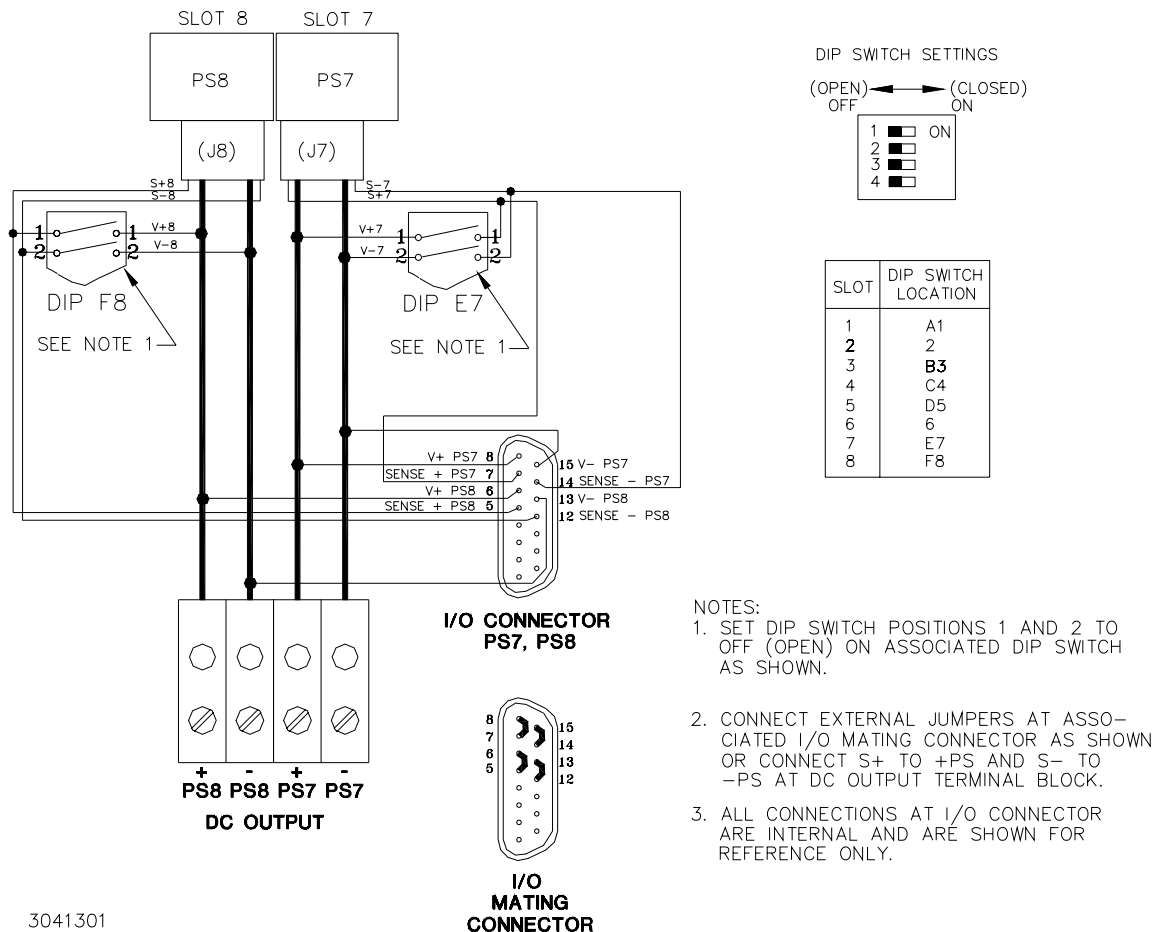 SLOT 8 SLOT 7
PS8 PS7
(J8) (J7)
S+8
S-8
S-7
S+7
V+8
V-8
V+7
V-7
1 1
2 2
1 1
2 2
DIP F8
SEE NOTE 1
DIP E7
SEE NOTE 1
V+ PS7 8
SENSE + PS7 7
V+ PS8 6
SENSE + PS8 5
15 V- PS7
14 SENSE - PS7
13 V- PS8
12 SENSE - PS8
I/O CONNECTOR
PS7, PS8
+ - + -
PS8 PS8 PS7 PS7
DC OUTPUT
8
7
6
5
15
14
13
12
I/O
MATING
CONNECTOR
3041301
DIP SWITCH SETTINGS
(OPEN) (CLOSED)
OFF ON
1 ON
2
3
4
SLOT DIP SWITCH
LOCATION
1 A1
2 2
3 B3
4 C4
5 D5
6 6
7 E7
8 F8
NOTES:
1. SET DIP SWITCH POSITIONS 1 AND 2 TO
OFF (OPEN) ON ASSOCIATED DIP SWITCH
AS SHOWN.
2. CONNECT EXTERNAL JUMPERS AT ASSO-
CIATED I/O MATING CONNECTOR AS SHOWN
OR CONNECT S+ TO +PS AND S- TO
-PS AT DC OUTPUT TERMINAL BLOCK.
3. ALL CONNECTIONS AT I/O CONNECTOR
ARE INTERNAL AND ARE SHOWN FOR
REFERENCE ONLY.